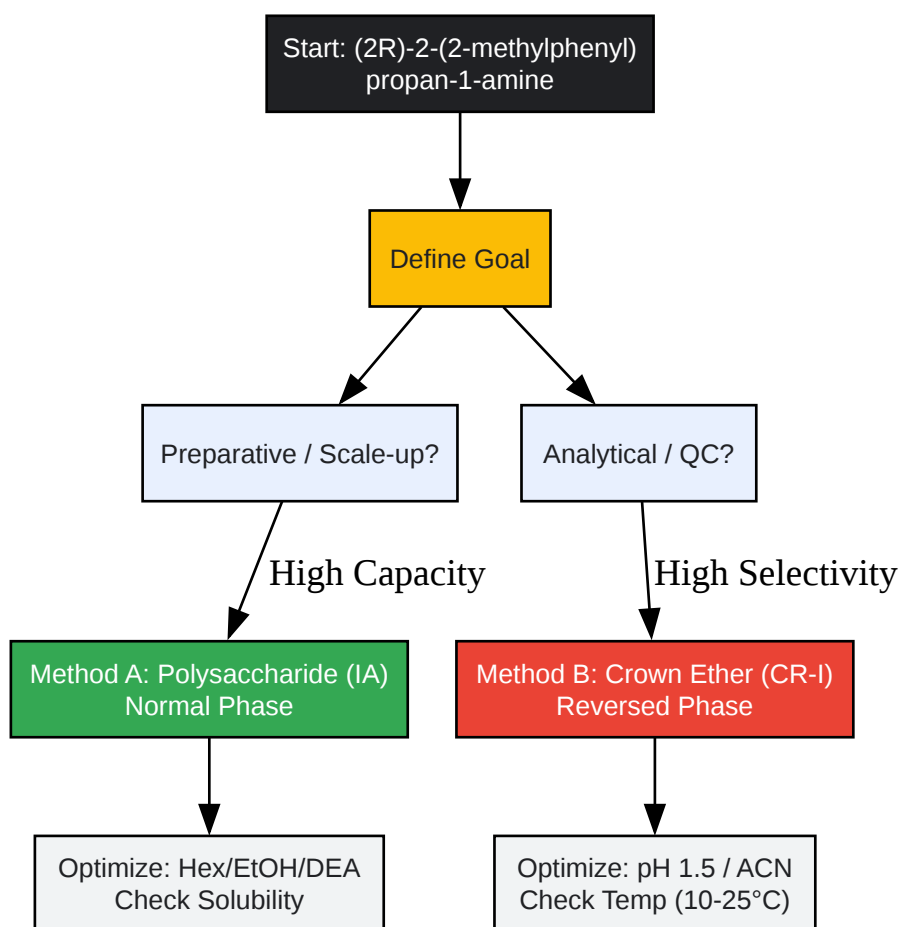 Start: (2R)-2-(2-methylphenyl)
propan-1-amine
Define Goal
Preparative / Scale-up?
Analytical / QC?
High Capacity
High Selectivity
Method A: Polysaccharide (IA)
Normal Phase
Method B: Crown Ether (CR-I)
Reversed Phase
Optimize: Hex/EtOH/DEA
Check Solubility
Optimize: pH 1.5 / ACN
Check Temp (10-25°C)